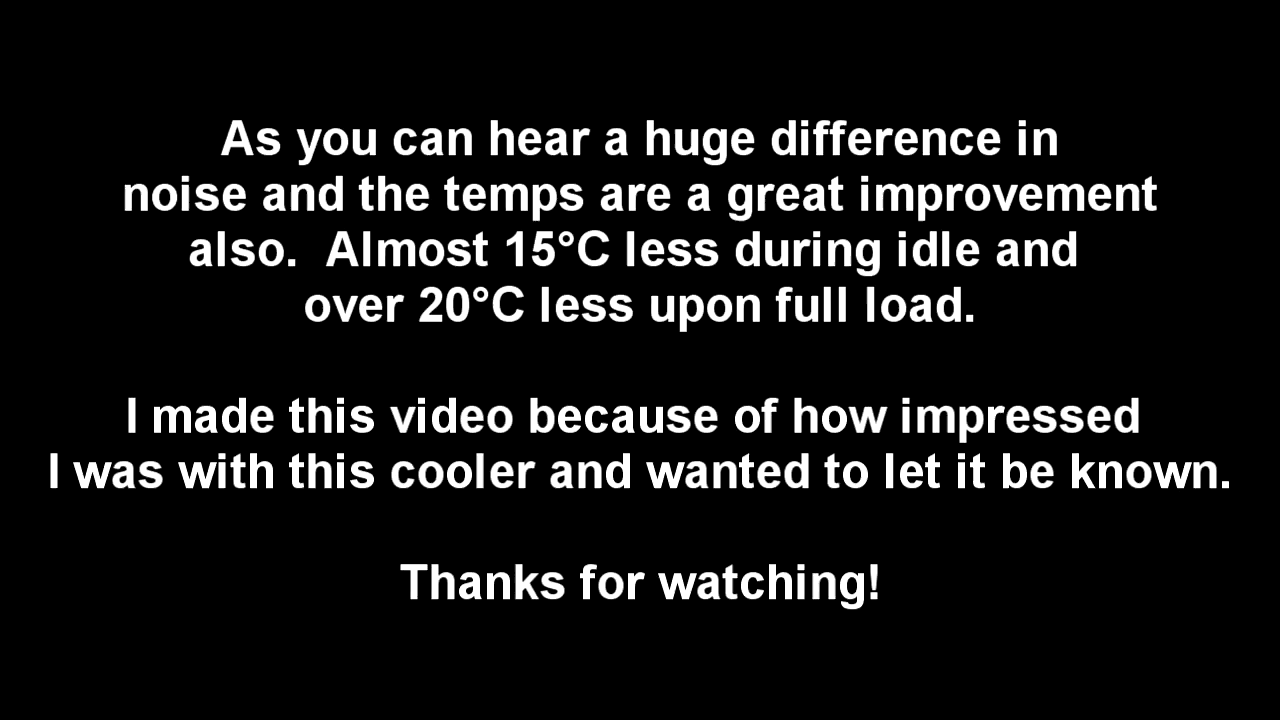 As you can hear a huge difference in
noise and the temps are a great improvement
also.  Almost 15°C less during idle and
over 20°C less upon full load.
I made this video because of how impressed
I was with this cooler and wanted to let it be known.
Thanks for watching!